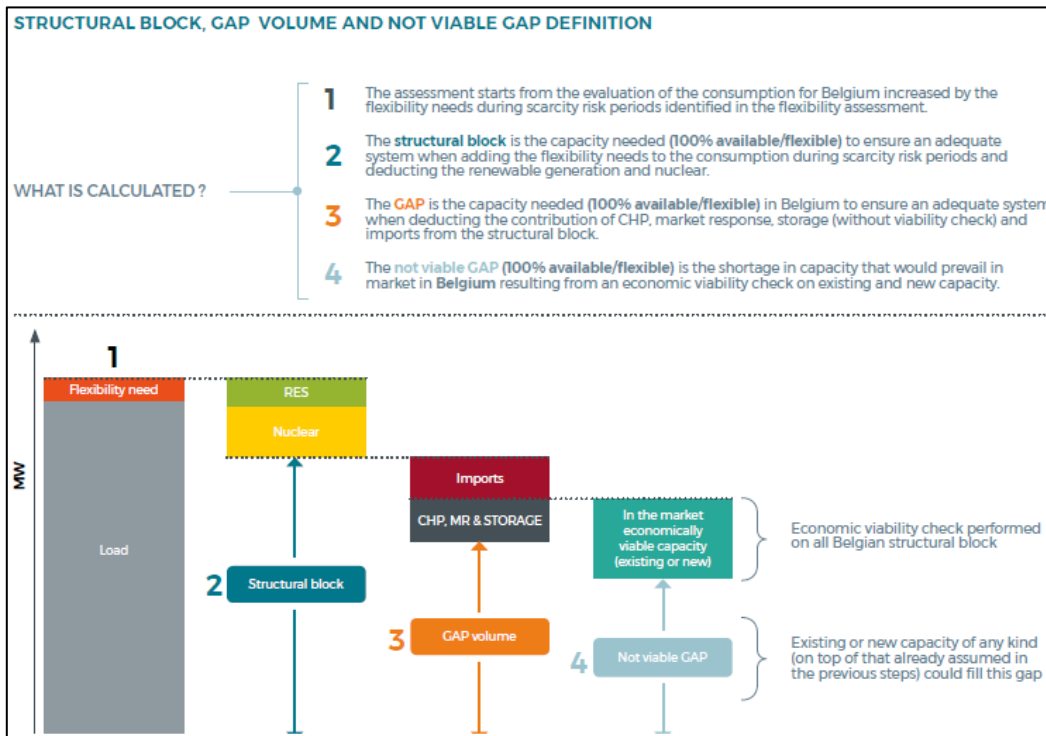 STRUCTURAL BLOCK, GAP VOLUME AND NOT VIABLE GAP DEFINITION
WHAT IS CALCULATED ?
1
The assessment starts from the evaluation of the consumption for Belgium increased by the
flexibility needs during scarcity risk periods identified in the flexibility assessment.
2
The structural block is the capacity needed (100% available/flexible) to ensure an adequate
system when adding the flexibility needs to the consumption during scarcity risk periods and
deducting the renewable generation and nuclear.
3
The GAP is the capacity needed (100% available/flexible) in Belgium to ensure an adequate system
when deducting the contribution of CHP, market response, storage (without viability check) and
imports from the structural block.
4
The not viable GAP (100% available/flexible) is the shortage in capacity that would prevail in
market in Belgium resulting from an economic viability check on existing and new capacity.
MW
1
Flexibility need
Load
RES
Nuclear
2
Structural block
Imports
CHP, MR & STORAGE
3
GAP volume
In the market
economically
viable capacity
(existing or new)
4
Not viable GAP
Economic viability check performed
on all Belgian structural block
Existing or new capacity of any kind
(on top of that already assumed in
the previous steps) could fill this gap